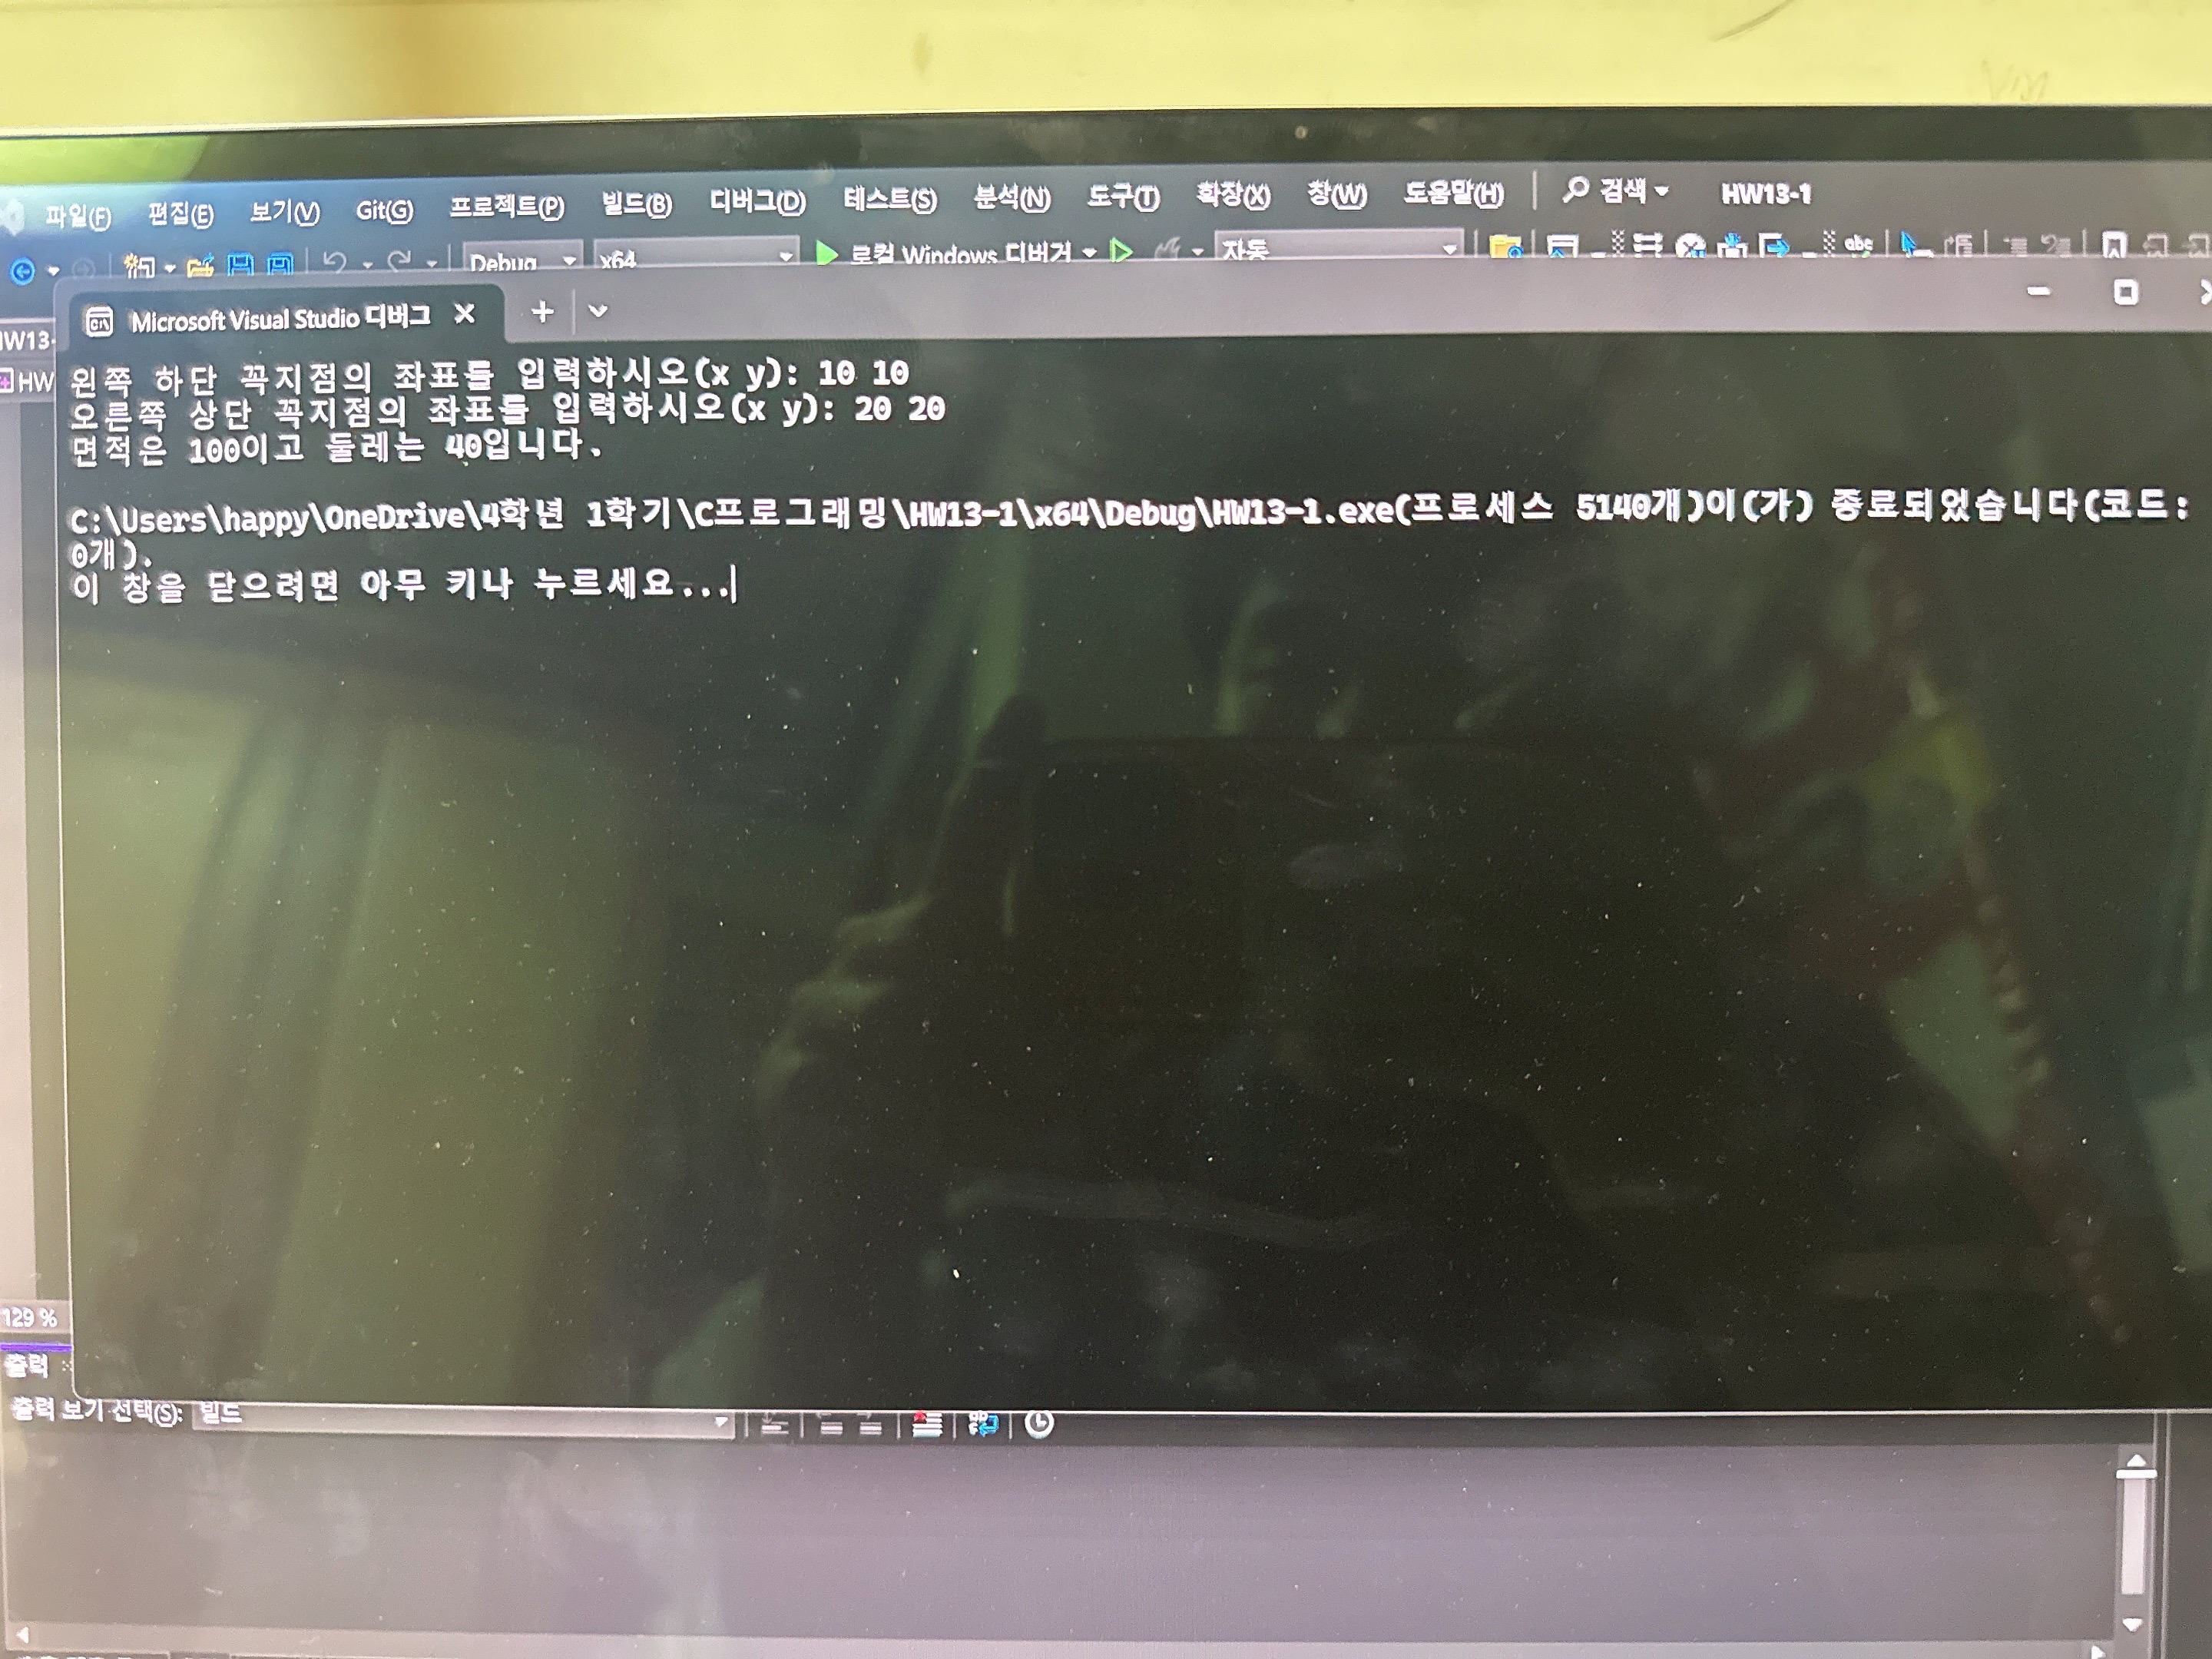 파일(F) 편집(E) 보기(V) Git(G) 프로젝트(P) 빌드(B) 디버그(D) 테스트(S) 분석(N) 도구(T) 확장(X) 창(W) 도움말(H) 검색 HW13-1
Debug x64 로컬 Windows 디버거 자동 abc
HW13- Microsoft Visual Studio 디버그
HW
왼쪽 하단 꼭지점의 좌표를 입력하시오(x y): 10 10
오른쪽 상단 꼭지점의 좌표를 입력하시오(x y): 20 20
면적은 100이고 둘레는 40입니다.
C:\Users\happy\OneDrive\4학년 1학기\C프로그래밍\HW13-1\x64\Debug\HW13-1.exe(프로세스 5140개)이(가) 종료되었습니다(코드:
0개).
이 창을 닫으려면 아무 키나 누르세요...
129 %
출력
출력 보기 선택(S): 빌드